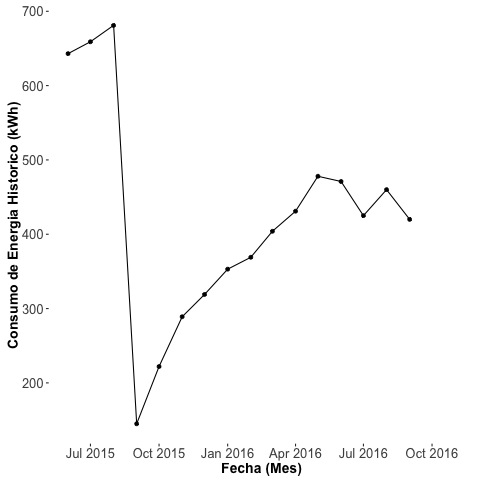 Consumo de Energia Historico (kWh)
700
600
500
400
300
200
Jul 2015 Oct 2015 Jan 2016 Apr 2016 Jul 2016 Oct 2016
Fecha (Mes)